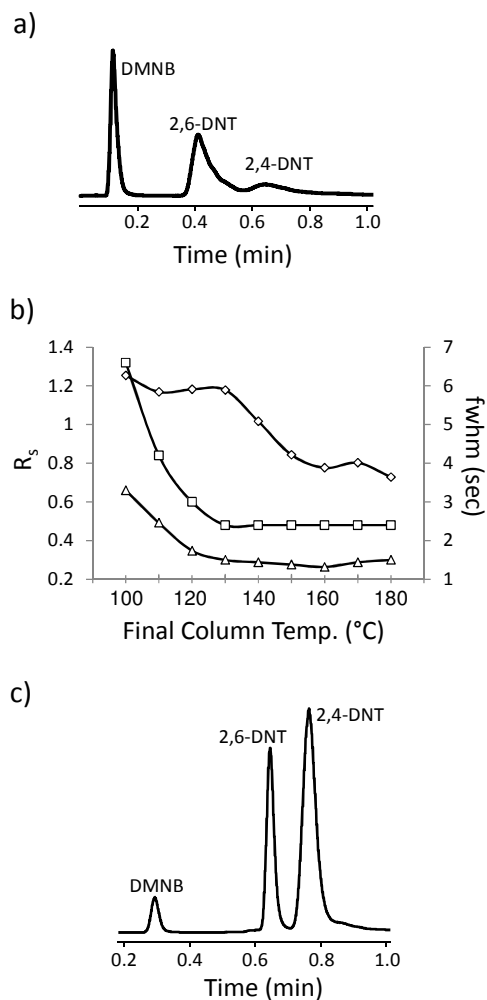 a)
DMNB
2,6-DNT
2,4-DNT
0.2 0.4 0.6 0.8 1.0
Time (min)
b)
1.4
1.2
1
0.8
0.6
0.4
0.2
R_s
7
6
5
4
3
2
1
fwhm (sec)
100 120 140 160 180
Final Column Temp. (°C)
c)
2,4-DNT
2,6-DNT
DMNB
0.2 0.4 0.6 0.8 1.0
Time (min)